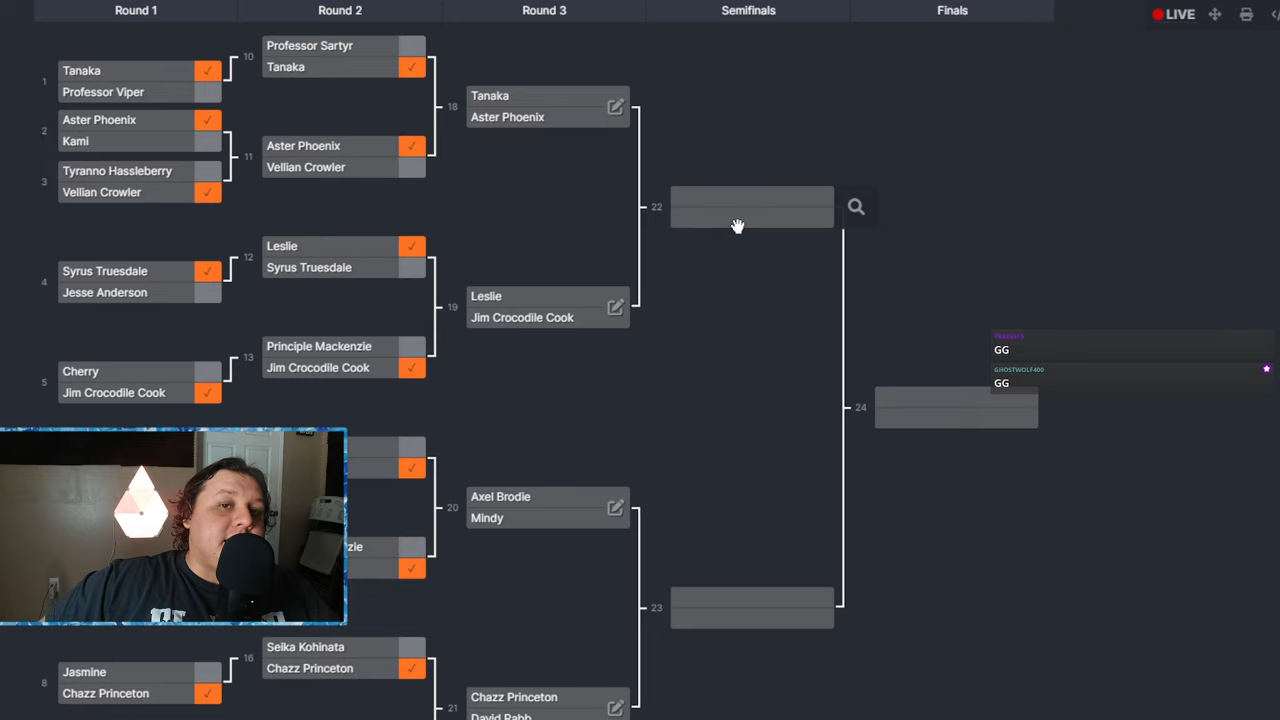 Round 1
Round 2
Round 3
Semifinals
Finals
LIVE
1
Tanaka
Professor Viper
2
Aster Phoenix
Kami
3
Tyranno Hassleberry
Vellian Crowler
4
Syrus Truesdale
Jesse Anderson
5
Cherry
Jim Crocodile Cook
8
Jasmine
Chazz Princeton
10
Professor Sartyr
Tanaka
11
Aster Phoenix
Vellian Crowler
12
Leslie
Syrus Truesdale
13
Principle Mackenzie
Jim Crocodile Cook
zie
16
Seika Kohinata
Chazz Princeton
18
Tanaka
Aster Phoenix
19
Leslie
Jim Crocodile Cook
20
Axel Brodie
Mindy
21
Chazz Princeton
David Rabb
22
23
24
GG
GHOSTWOLF400
GG